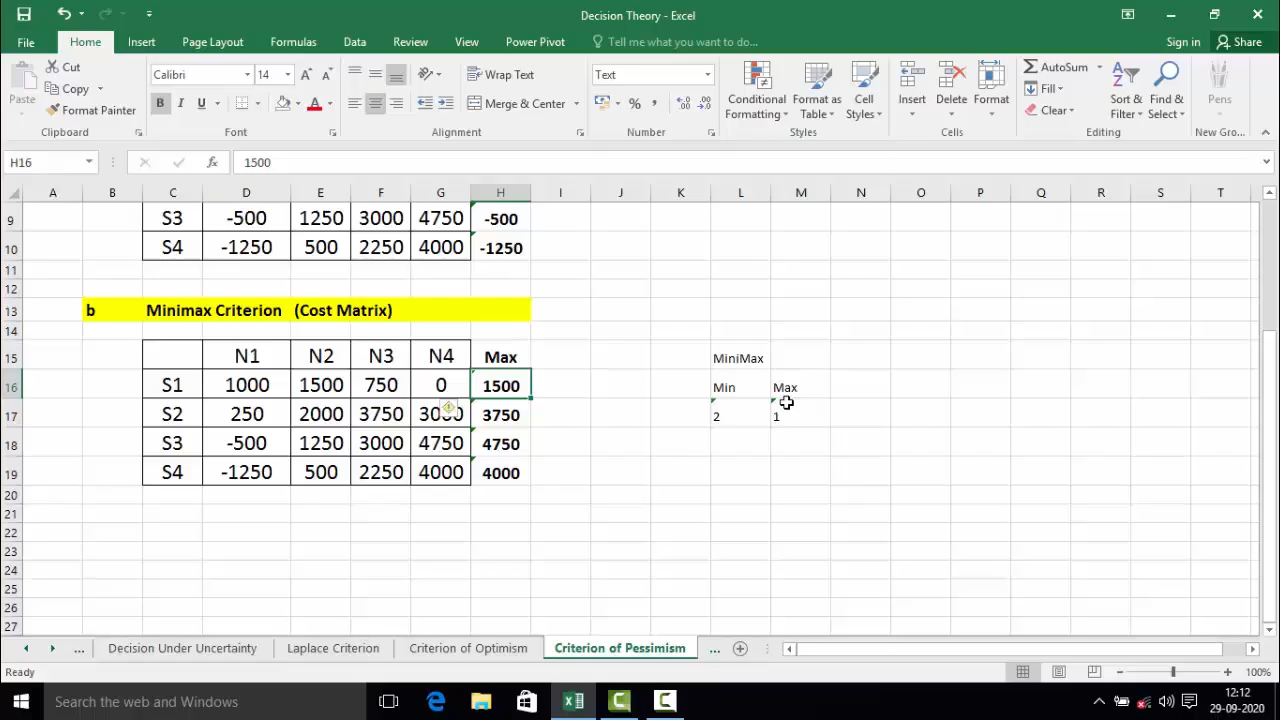 Decision Theory - Excel
File Home Insert Page Layout Formulas Data Review View Power Pivot Tell me what you want to do... Sign in Share
Paste Cut Copy Format Painter Clipboard
Calibri 14 B I U A Font
Wrap Text Merge & Center Alignment
Text % , Number
Conditional Formatting Format as Table Cell Styles Styles
Insert Delete Format Cells
AutoSum Fill Clear Sort & Filter Find & Select Editing
Pens New Gro...
H16 fx 1500
A B C D E F G H I J K L M N O P Q R S T
9 S3 -500 1250 3000 4750 -500
10 S4 -1250 500 2250 4000 -1250
11
12
13 b Minimax Criterion (Cost Matrix)
14
15 N1 N2 N3 N4 Max MiniMax
16 S1 1000 1500 750 0 1500 Min Max
17 S2 250 2000 3750 3750 2 1
18 S3 -500 1250 3000 4750 4750
19 S4 -1250 500 2250 4000 4000
20
21
22
23
24
25
26
27
... Decision Under Uncertainty Laplace Criterion Criterion of Optimism Criterion of Pessimism ...
Ready 100%
Search the web and Windows 12:12
29-09-2020